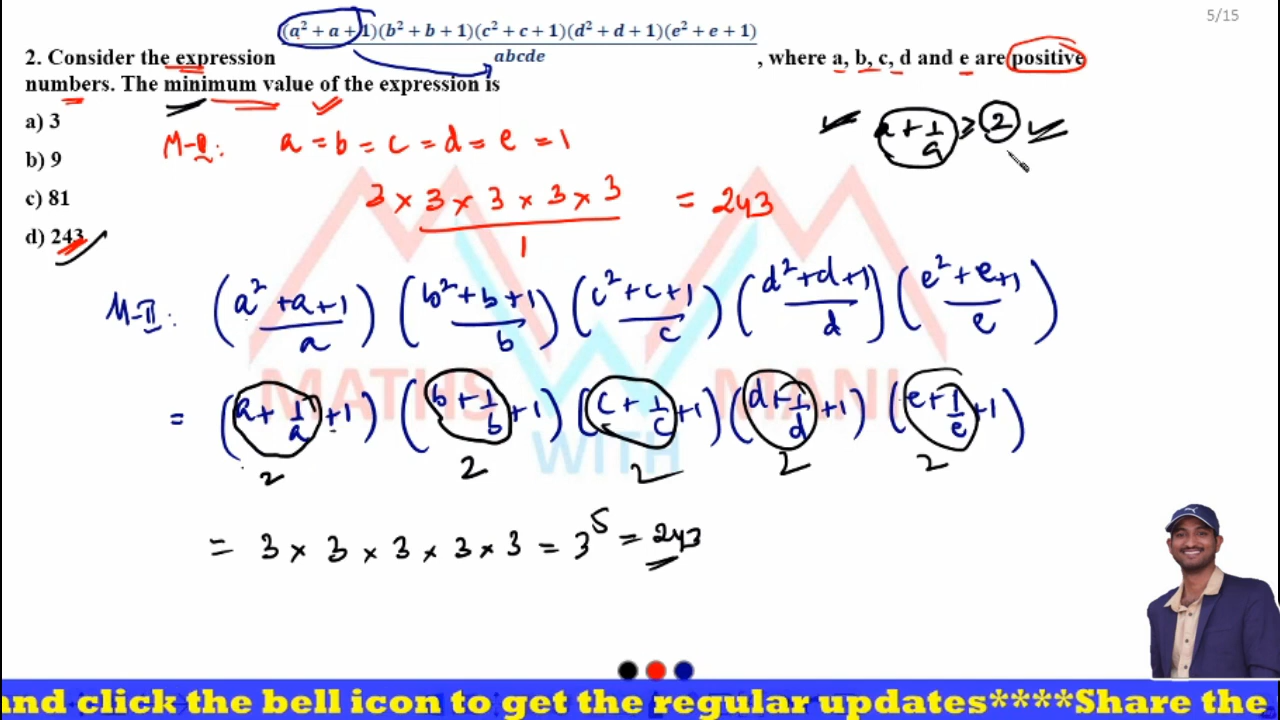 5/15
2. Consider the expression (a² + a + 1)(b² + b + 1)(c² + c + 1)(d² + d + 1)(e² + e + 1) / abcde , where a, b, c, d and e are positive
numbers. The minimum value of the expression is
a) 3
b) 9
c) 81
d) 243
a + 1/a ≥ 2
M-I: a = b = c = d = e = 1
3 × 3 × 3 × 3 × 3 / 1 = 243
M-II: (a² + a + 1 / a) (b² + b + 1 / b) (c² + c + 1 / c) (d² + d + 1 / d) (e² + e + 1 / e)
= (a + 1/a + 1) (b + 1/b + 1) (c + 1/c + 1) (d + 1/d + 1) (e + 1/e + 1)
2 2 2 2 2
= 3 × 3 × 3 × 3 × 3 = 3⁵ = 243
MATHS MANI
WITH
and click the bell icon to get the regular updates****Share the